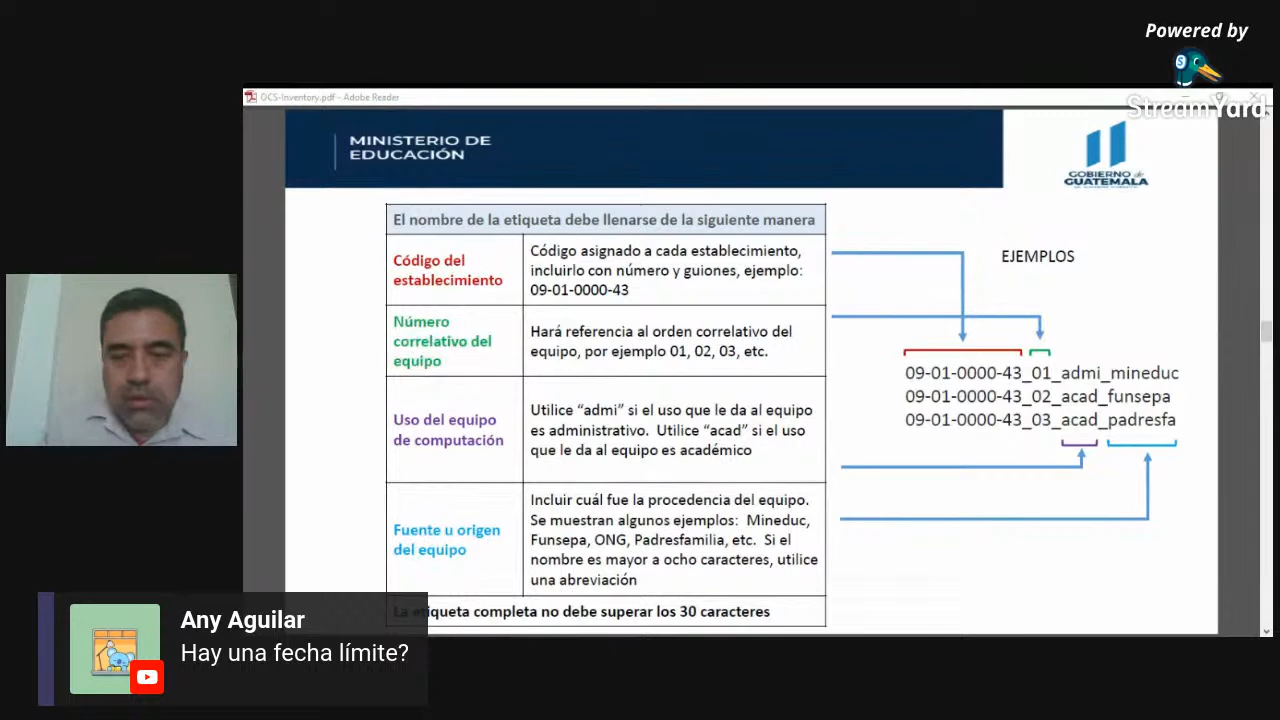 Powered by
StreamYard
OCS-Inventory.pdf - Adobe Reader
MINISTERIO DE
EDUCACIÓN
GOBIERNO de
GUATEMALA
El nombre de la etiqueta debe llenarse de la siguiente manera
Código del
establecimiento
Código asignado a cada establecimiento,
incluirlo con número y guiones, ejemplo:
09-01-0000-43
Número
correlativo del
equipo
Hará referencia al orden correlativo del
equipo, por ejemplo 01, 02, 03, etc.
Uso del equipo
de computación
Utilice “admi” si el uso que le da al equipo
es administrativo. Utilice “acad” si el uso
que le da al equipo es académico
Fuente u origen
del equipo
Incluir cuál fue la procedencia del equipo.
Se muestran algunos ejemplos: Mineduc,
Funsepa, ONG, Padresfamilia, etc. Si el
nombre es mayor a ocho caracteres, utilice
una abreviación
La etiqueta completa no debe superar los 30 caracteres
EJEMPLOS
09-01-0000-43_01_admi_mineduc
09-01-0000-43_02_acad_funsepa
09-01-0000-43_03_acad_padresfa
Any Aguilar
Hay una fecha límite?